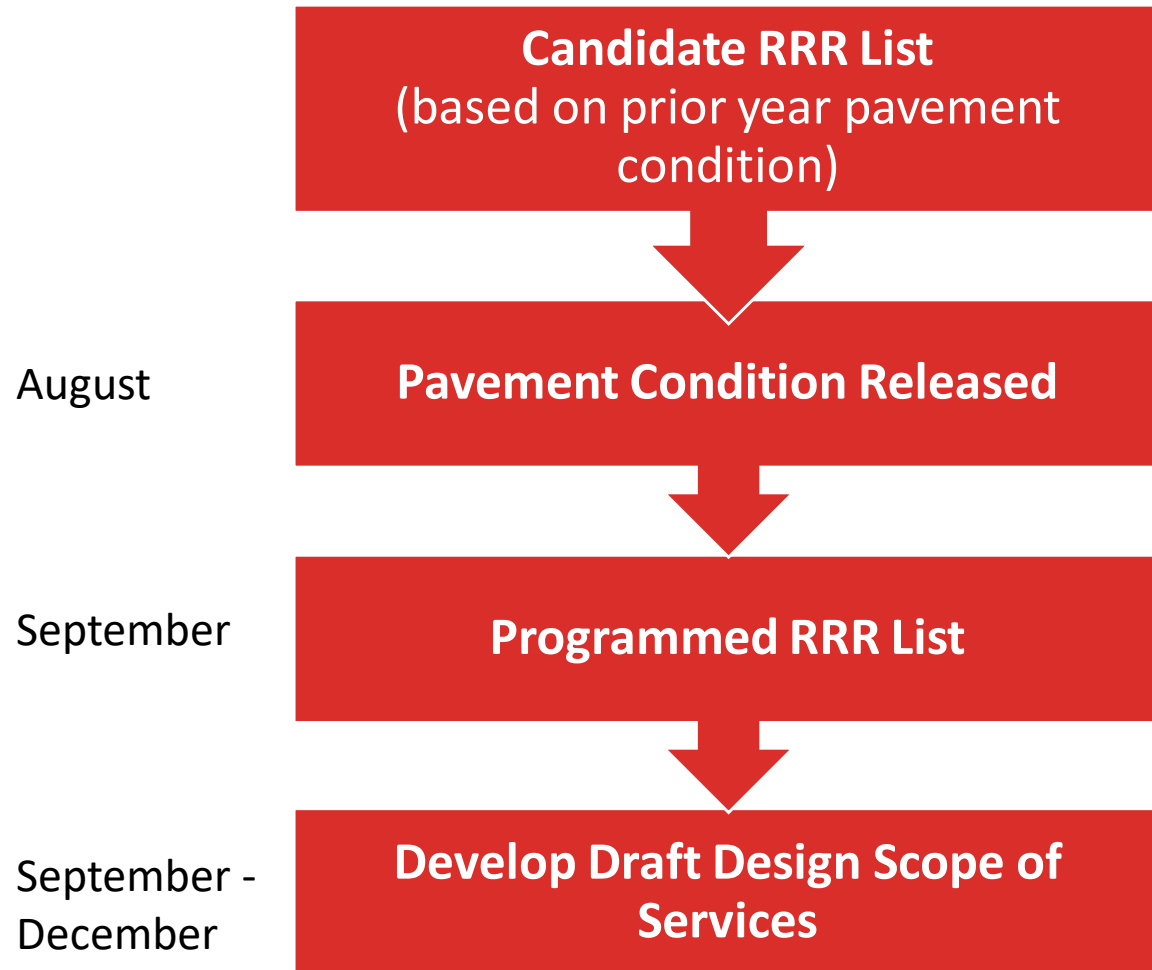 Candidate RRR List
(based on prior year pavement
condition)
August
Pavement Condition Released
September
Programmed RRR List
September -
December
Develop Draft Design Scope of
Services